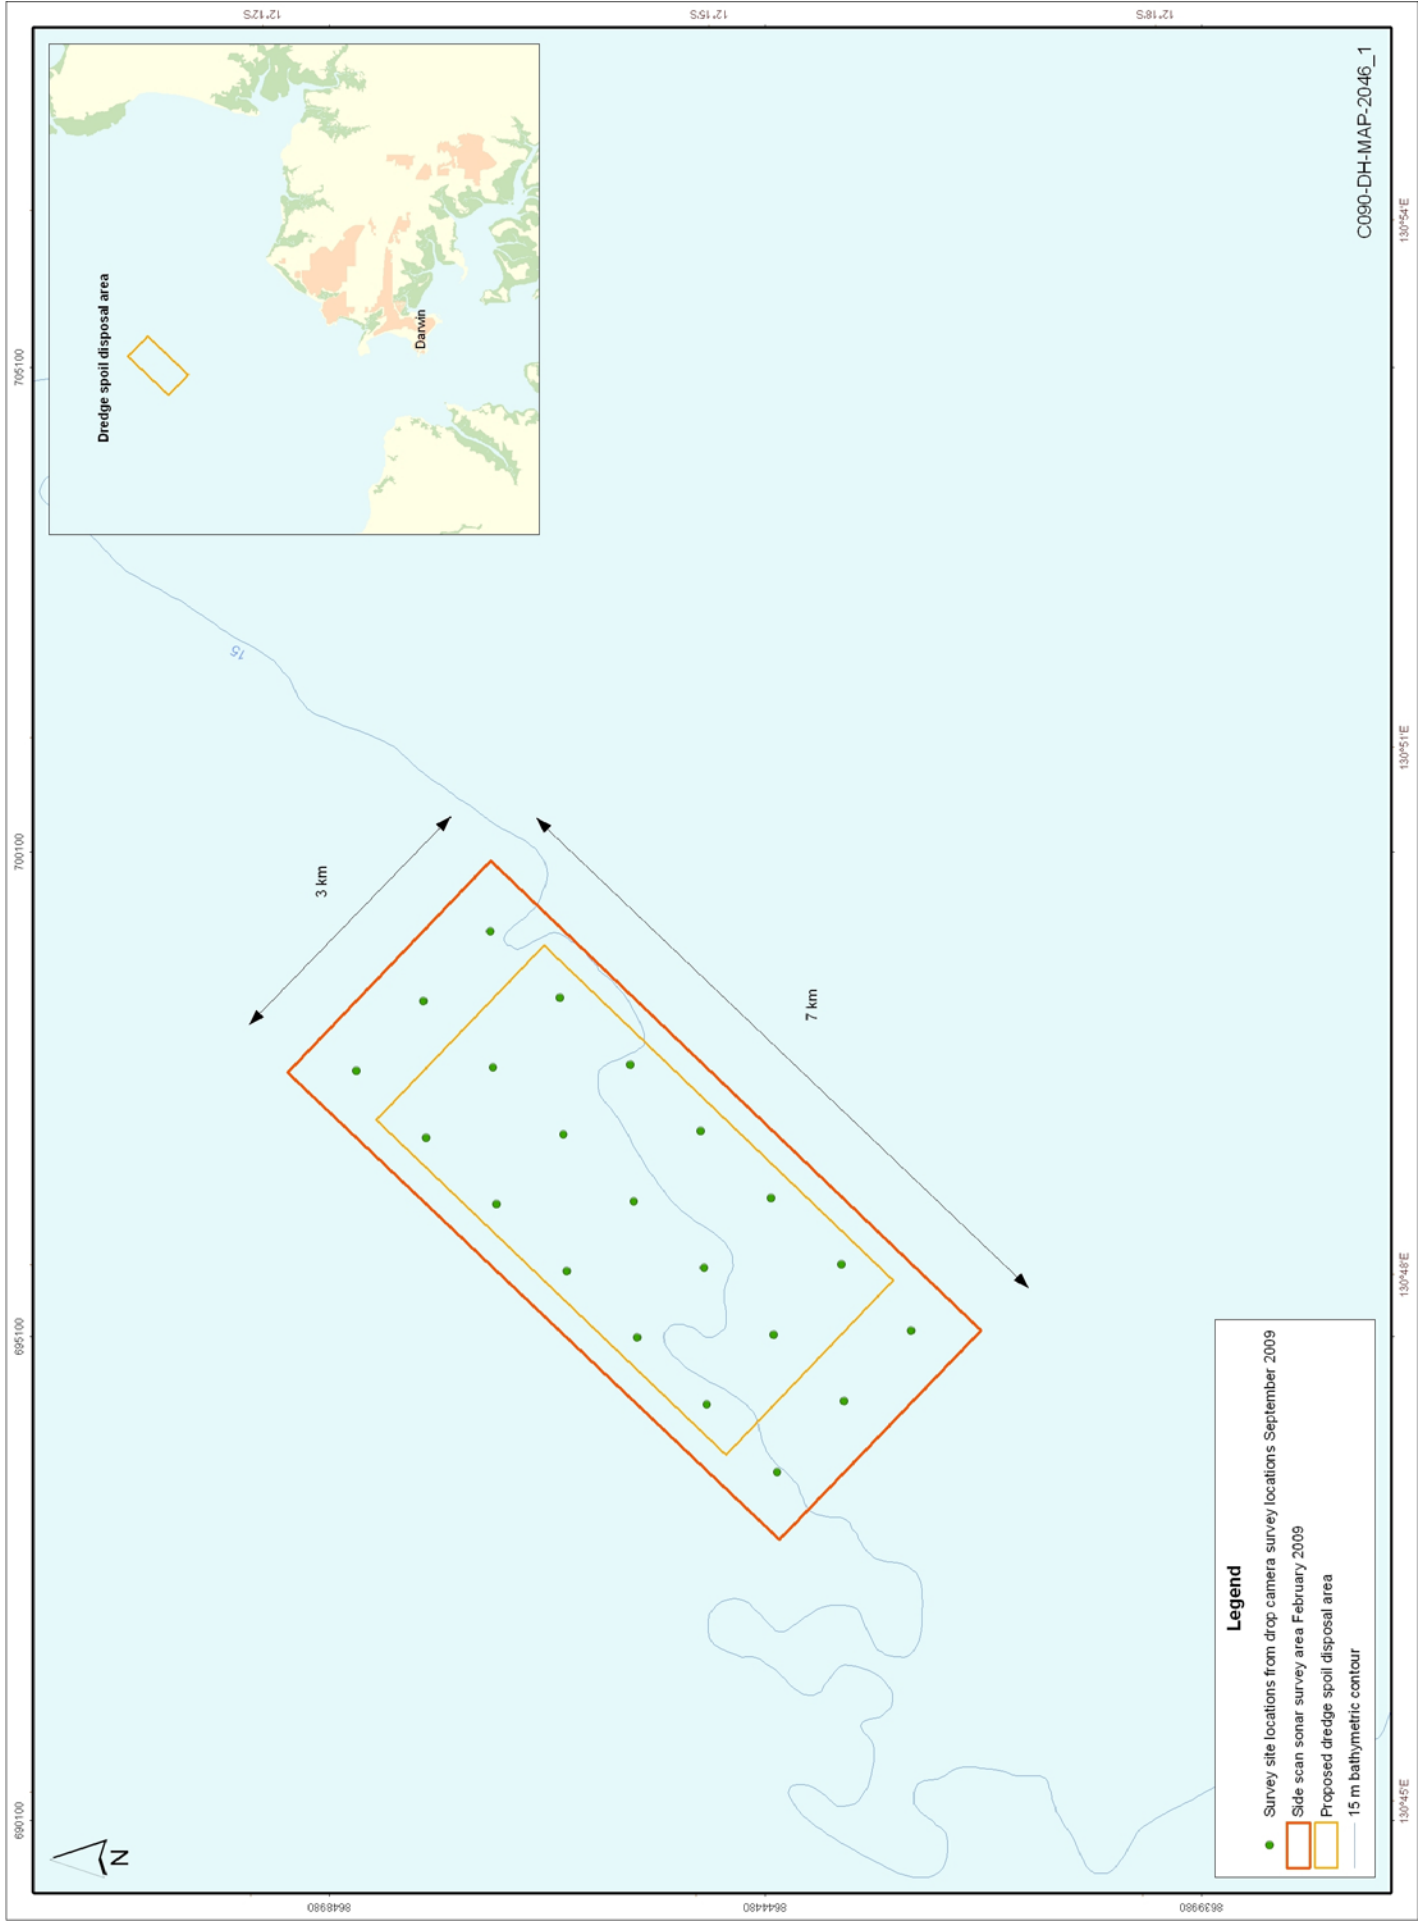 690100
695100
700100
705100
12°12'S
12°15'S
12°18'S
8648980
8644480
8639980
N
15
3 km
7 km
Dredge spoil disposal area
Darwin
Legend
Survey site locations from drop camera survey locations September 2009
Side scan sonar survey area February 2009
Proposed dredge spoil disposal area
15 m bathymetric contour
130°45'E
130°48'E
130°51'E
130°54'E
C090-DH-MAP-2046_1